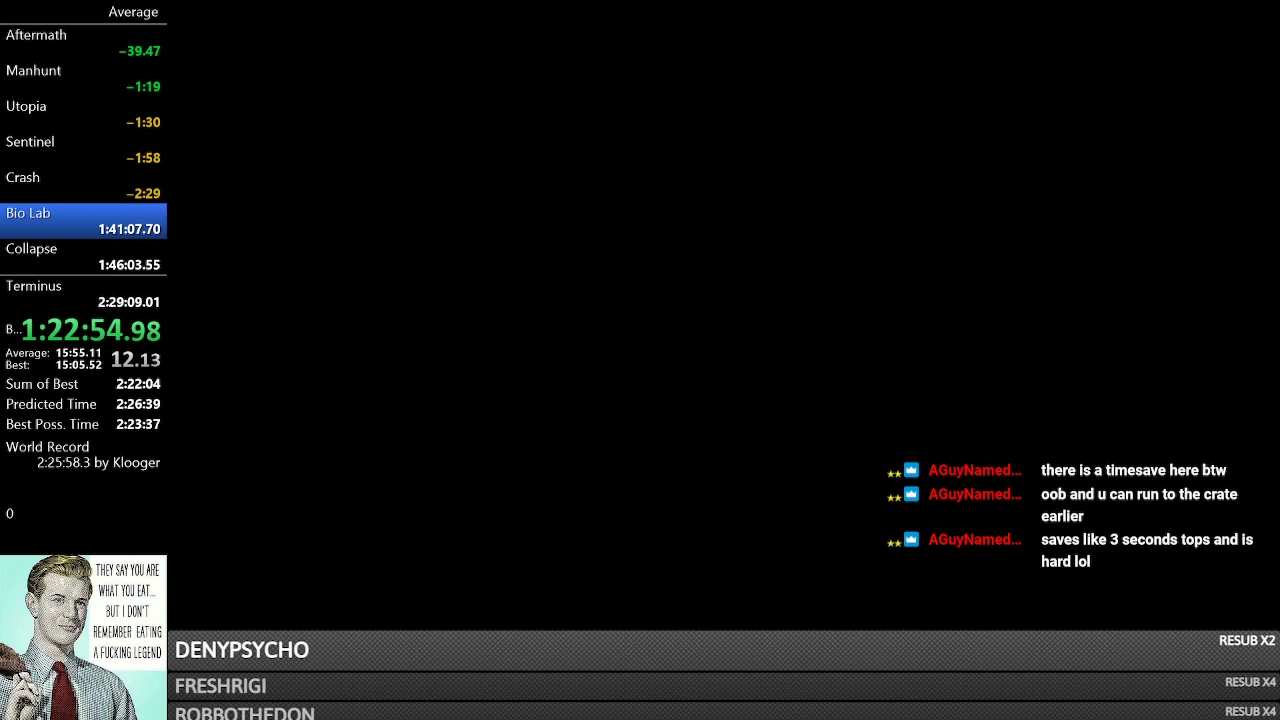 Average
Aftermath
−39.47
Manhunt
−1:19
Utopia
−1:30
Sentinel
−1:58
Crash
−2:29
Bio Lab
1:41:07.70
Collapse
1:46:03.55
Terminus
2:29:09.01
B... 1:22:54.98
Average: 15:55.11 12.13
Best: 15:05.52
Sum of Best 2:22:04
Predicted Time 2:26:39
Best Poss. Time 2:23:37
World Record
2:25:58.3 by Klooger
0
THEY SAY YOU ARE
WHAT YOU EAT...
BUT I DON'T
REMEMBER EATING
A FUCKING LEGEND
AGuyNamed... there is a timesave here btw
AGuyNamed... oob and u can run to the crate
earlier
AGuyNamed... saves like 3 seconds tops and is
hard lol
DENYPSYCHO RESUB X2
FRESHRIGI RESUB X4
ROBBOTHEDON RESUB X4